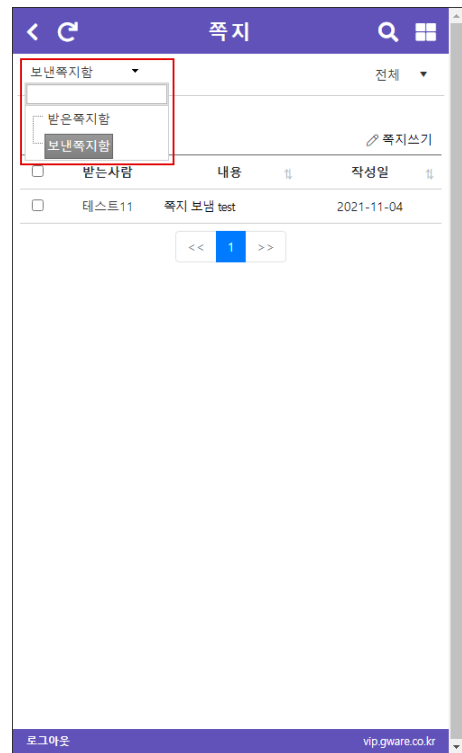 쪽지
보낸쪽지함
전체
받은쪽지함
보낸쪽지함
쪽지쓰기
받는사람 내용 작성일
테스트11 쪽지 보냄 test 2021-11-04
<< 1 >>
로그아웃 vip.gware.co.kr